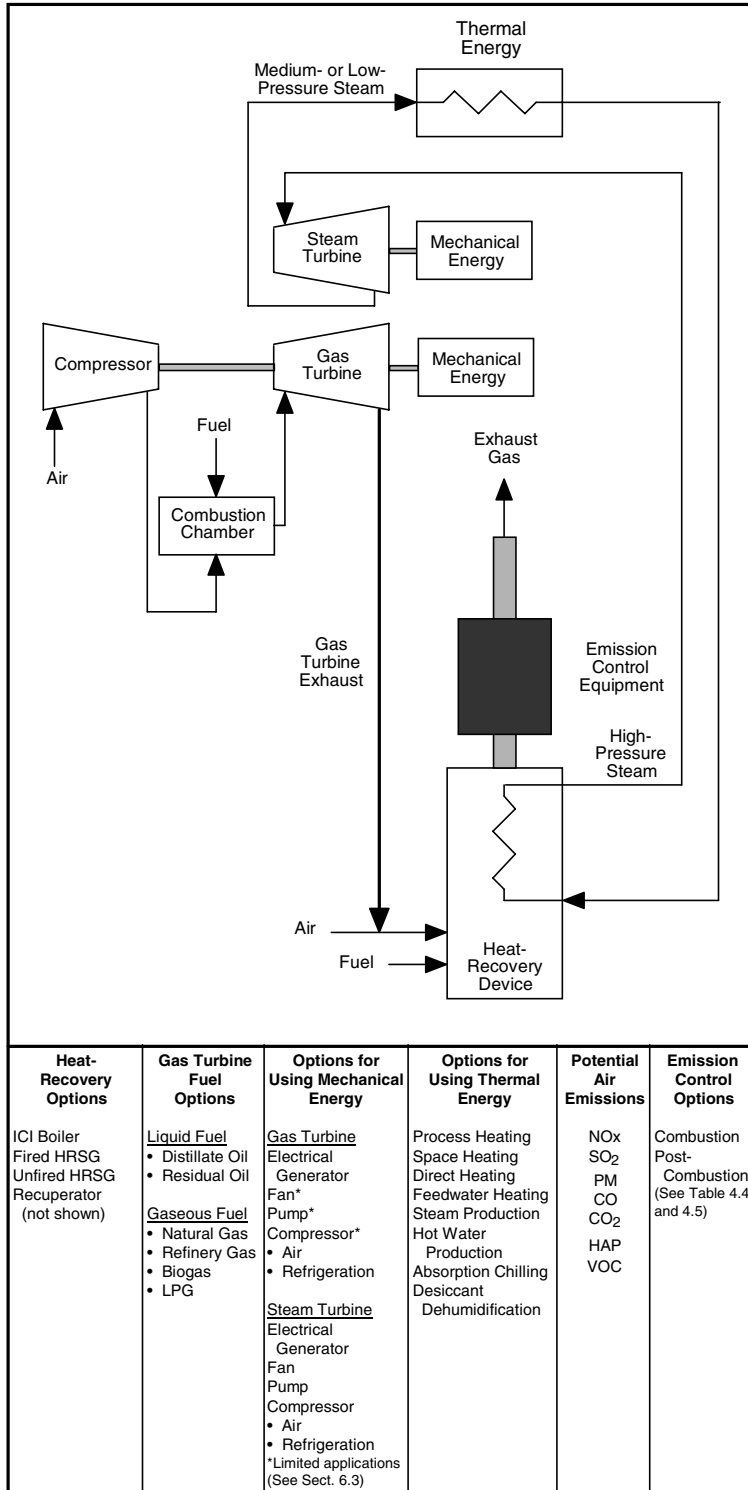 Thermal
Energy
Medium- or Low-
Pressure Steam
Steam
Turbine
Mechanical
Energy
Compressor
Gas
Turbine
Mechanical
Energy
Fuel
Air
Combustion
Chamber
Exhaust
Gas
Gas
Turbine
Exhaust
Emission
Control
Equipment
High-
Pressure
Steam
Air
Fuel
Heat-
Recovery
Device
Heat-
Recovery
Options
ICI Boiler
Fired HRSG
Unfired HRSG
Recuperator
(not shown)
Gas Turbine
Fuel
Options
Liquid Fuel
• Distillate Oil
• Residual Oil
Gaseous Fuel
• Natural Gas
• Refinery Gas
• Biogas
• LPG
Options for
Using Mechanical
Energy
Gas Turbine
Electrical
Generator
Fan*
Pump*
Compressor*
• Air
• Refrigeration
Steam Turbine
Electrical
Generator
Fan
Pump
Compressor
• Air
• Refrigeration
*Limited applications
(See Sect. 6.3)
Options for
Using Thermal
Energy
Process Heating
Space Heating
Direct Heating
Feedwater Heating
Steam Production
Hot Water
Production
Absorption Chilling
Desiccant
Dehumidification
Potential
Air
Emissions
NOx
SO2
PM
CO
CO2
HAP
VOC
Emission
Control
Options
Combustion
Post-
Combustion
(See Table 4.4
and 4.5)